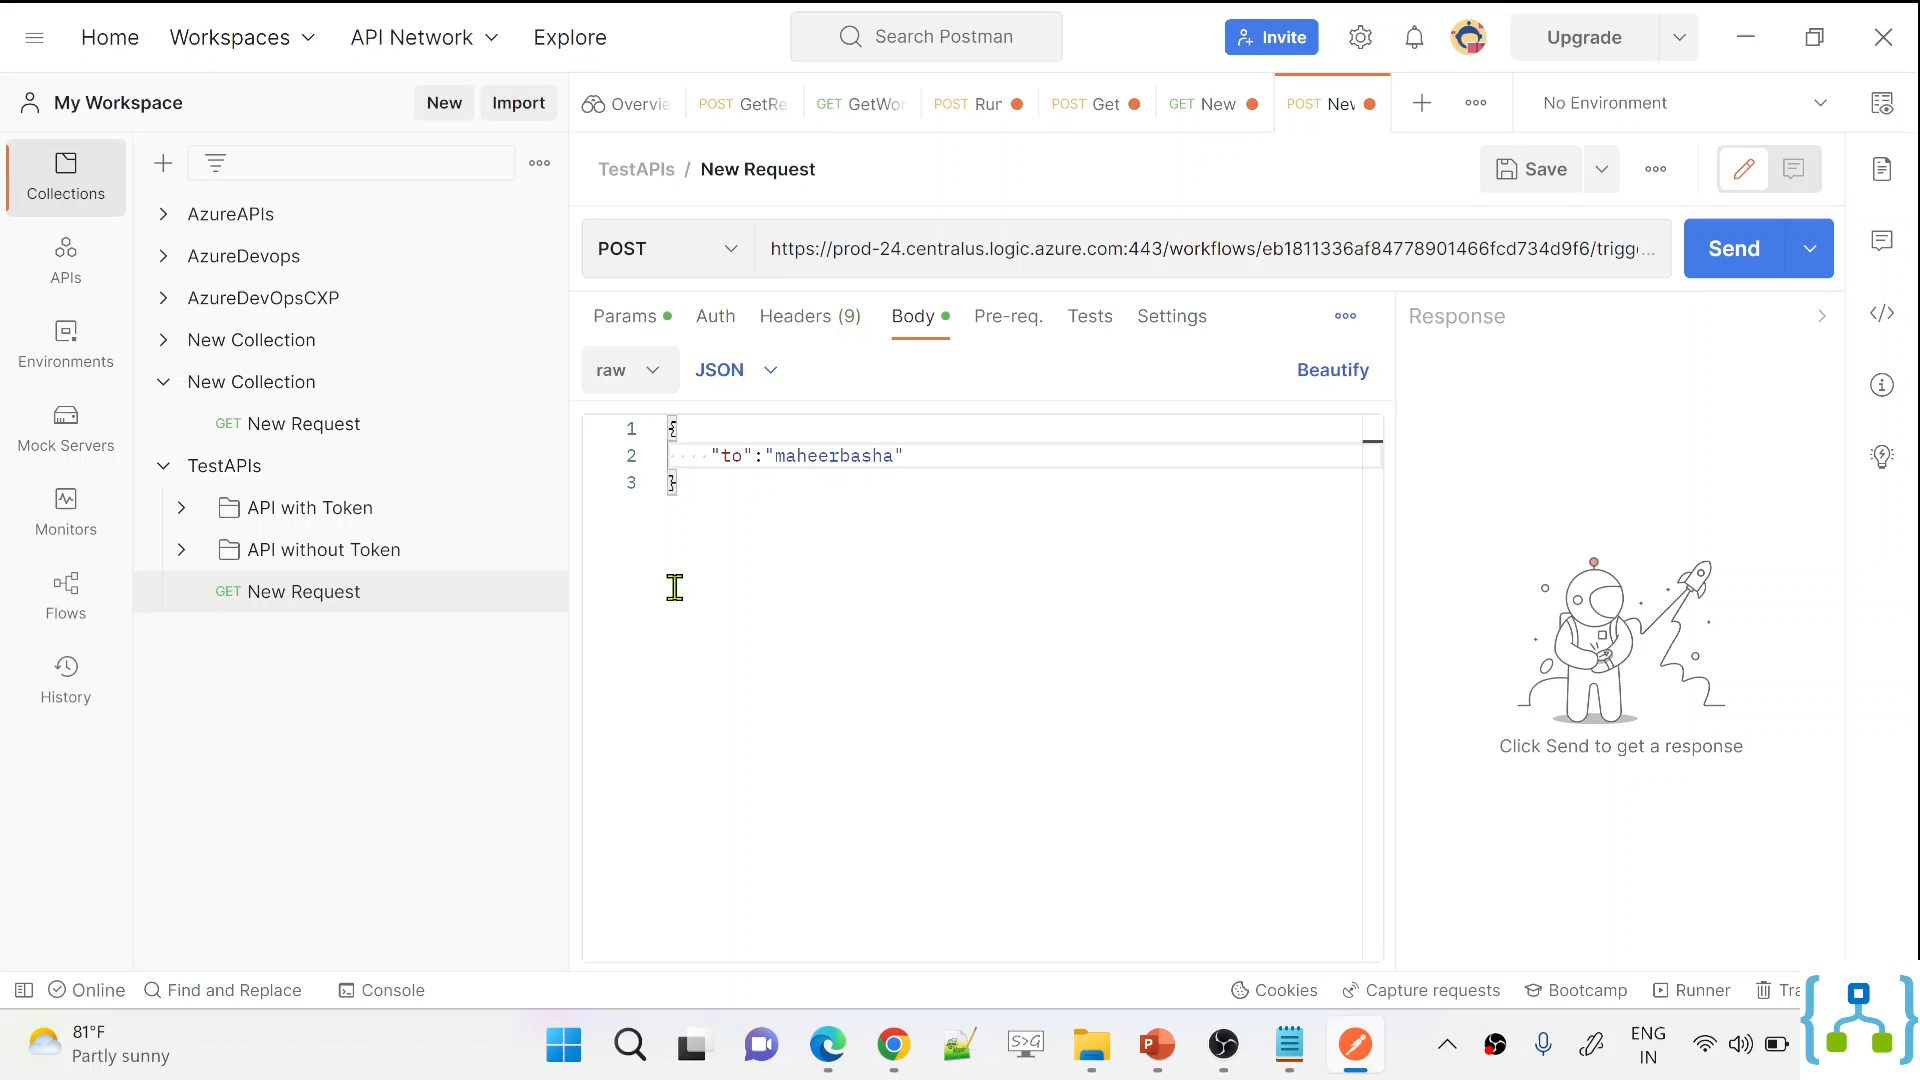 Home
Workspaces
API Network
Explore
Search Postman
Invite
Upgrade
My Workspace
New
Import
Overvie
POST GetRe
GET GetWor
POST Rur
POST Get
GET New
POST Nev
No Environment
Collections
APIs
Environments
Mock Servers
Monitors
Flows
History
AzureAPIs
AzureDevops
AzureDevOpsCXP
New Collection
New Collection
GET New Request
TestAPIs
API with Token
API without Token
GET New Request
TestAPIs / New Request
Save
POST
https://prod-24.centralus.logic.azure.com:443/workflows/eb1811336af84778901466fcd734d9f6/trigg...
Send
Params
Auth
Headers (9)
Body
Pre-req.
Tests
Settings
raw
JSON
Beautify
1 {
2 "to":"maheerbasha"
3 }
Response
Click Send to get a response
Online
Find and Replace
Console
Cookies
Capture requests
Bootcamp
Runner
Tra
81°F
Partly sunny
S>G
ENG
IN